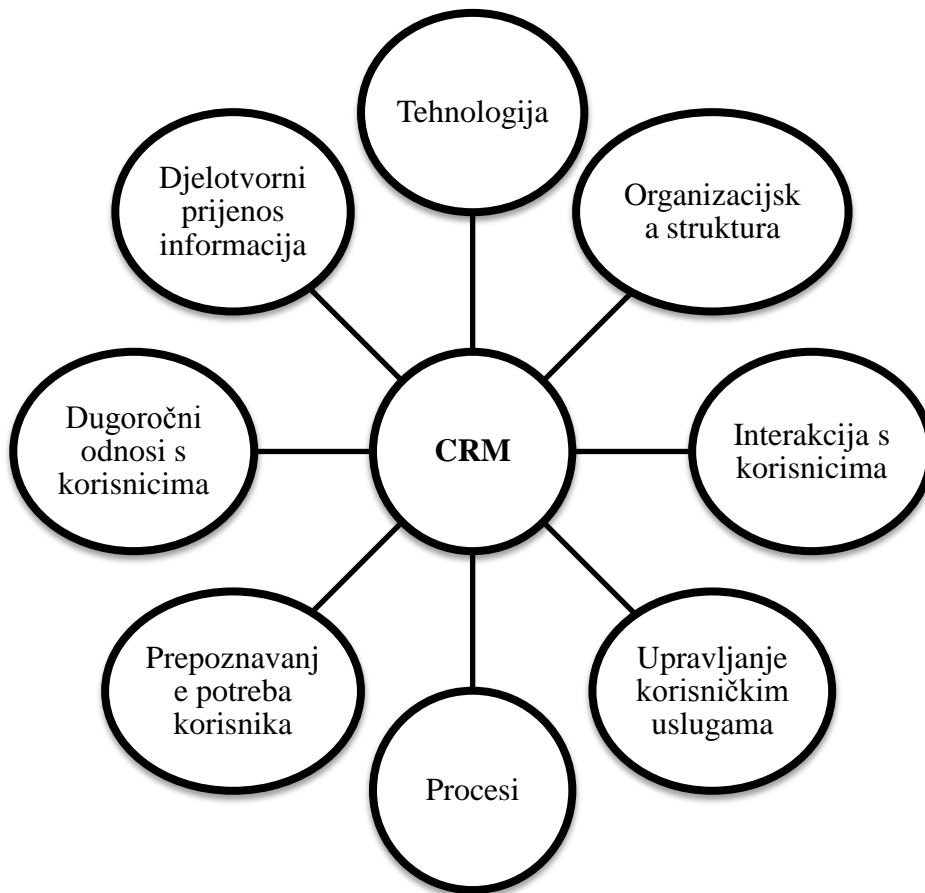 Tehnologija
Djelotvorni
prijenos
informacija
Organizacijsk
a struktura
Dugoročni
odnosi s
korisnicima
CRM
Interakcija s
korisnicima
Prepoznavanj
e potreba
korisnika
Upravljanje
korisničkim
uslugama
Procesi